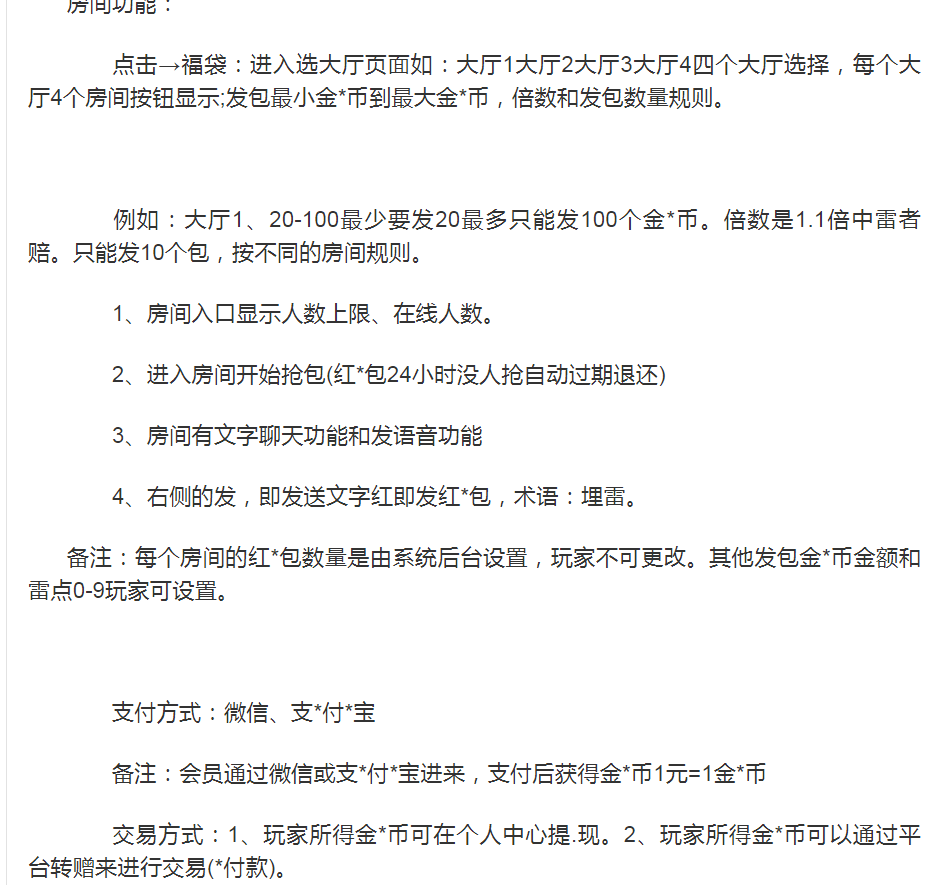 房间功能：
点击→福袋：进入选大厅页面如：大厅1大厅2大厅3大厅4四个大厅选择，每个大
厅4个房间按钮显示;发包最小金*币到最大金*币，倍数和发包数量规则。
例如：大厅1、20-100最少要发20最多只能发100个金*币。倍数是1.1倍中雷者
赔。只能发10个包，按不同的房间规则。
1、房间入口显示人数上限、在线人数。
2、进入房间开始抢包(红*包24小时没人抢自动过期退还)
3、房间有文字聊天功能和发语音功能
4、右侧的发，即发送文字红即发红*包，术语：埋雷。
备注：每个房间的红*包数量是由系统后台设置，玩家不可更改。其他发包金*币金额和
雷点0-9玩家可设置。
支付方式：微信、支*付*宝
备注：会员通过微信或支*付*宝进来，支付后获得金*币1元=1金*币
交易方式：1、玩家所得金*币可在个人中心提.现。2、玩家所得金*币可以通过平
台转赠来进行交易(*付款)。